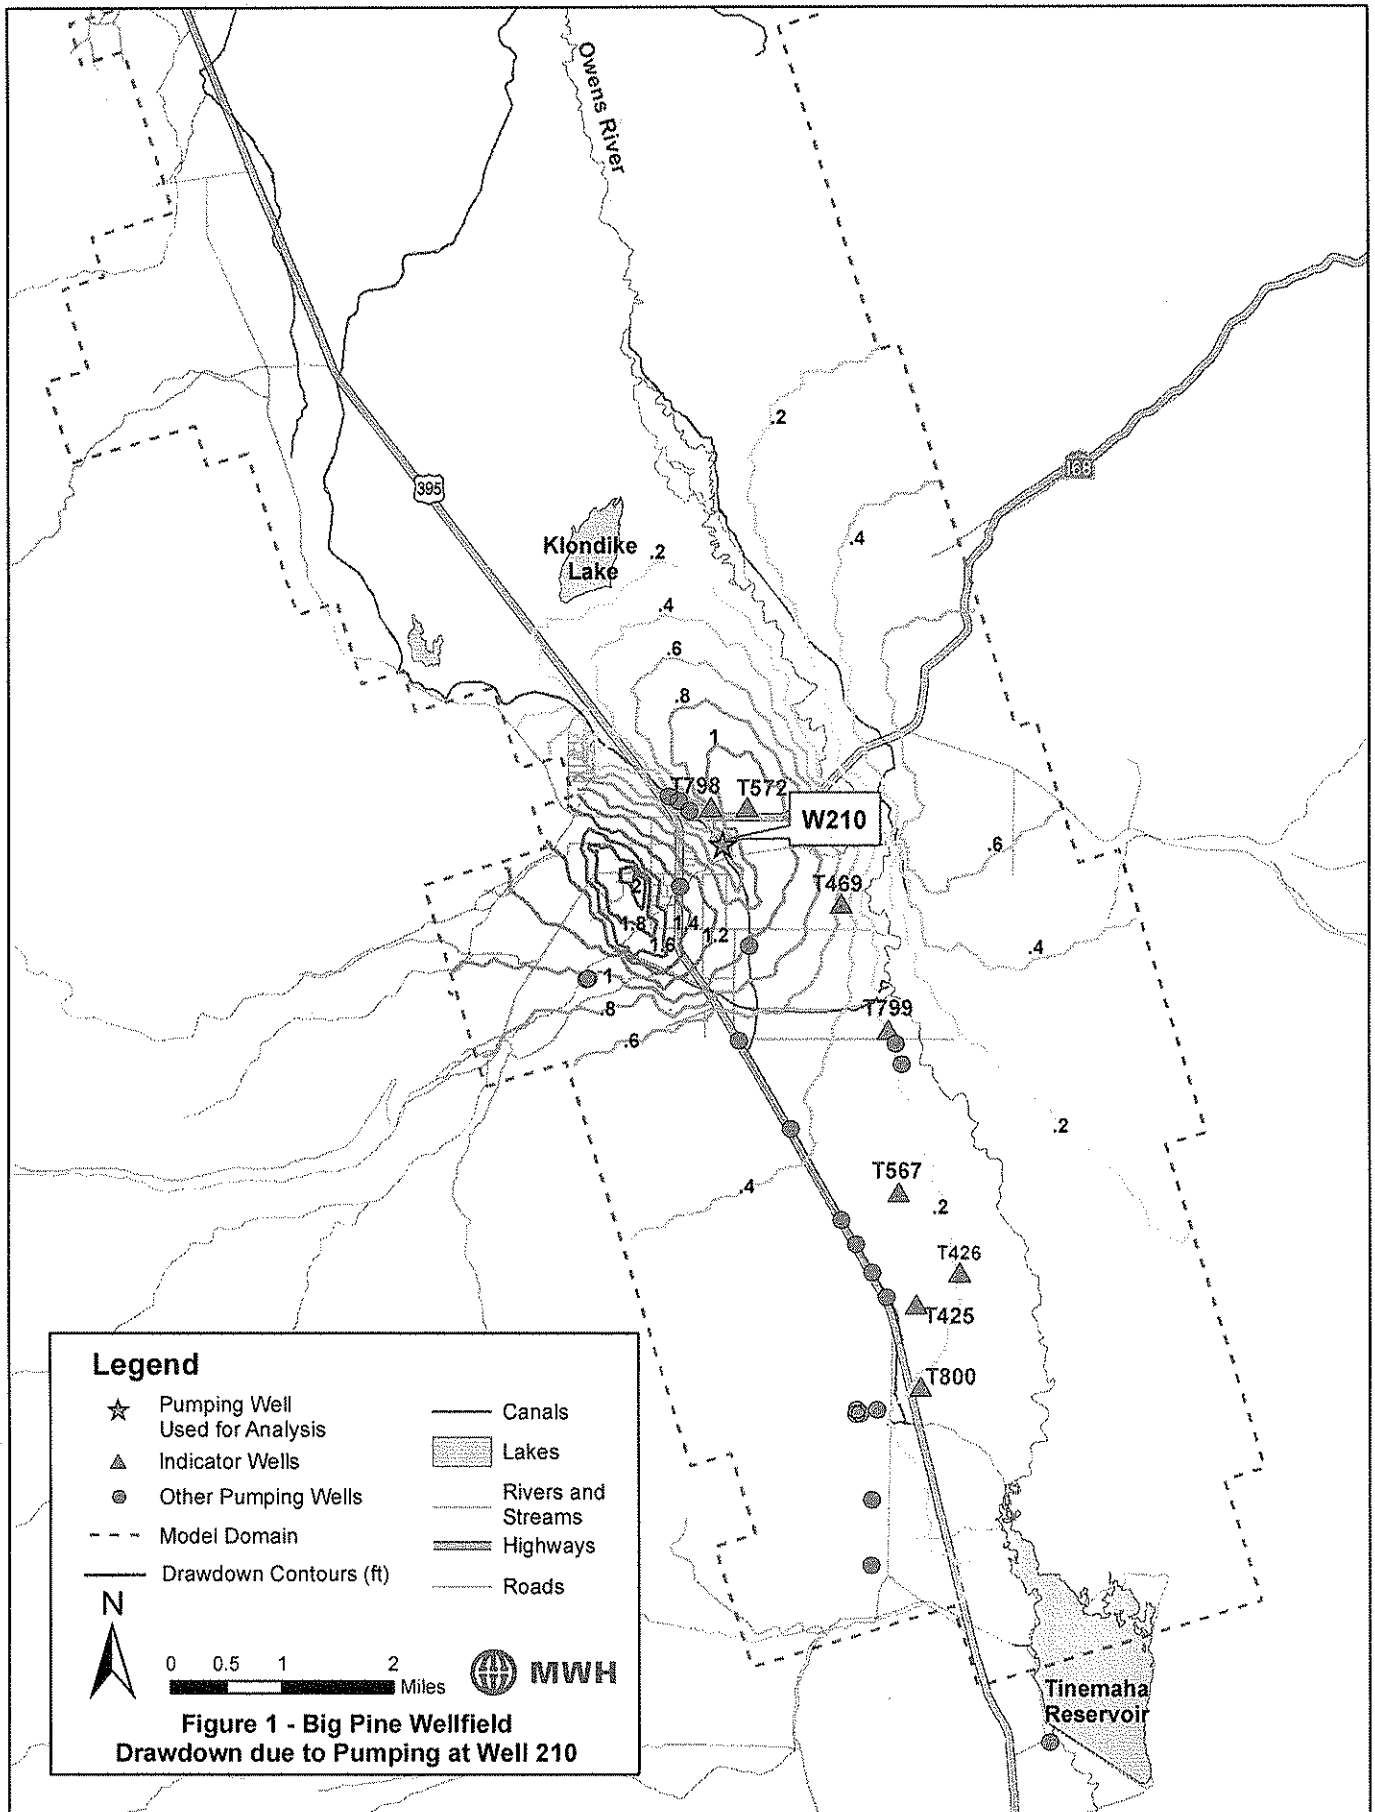 Owens River
.2
168
395
.4
Klondike
Lake
.2
.4
.6
.8
1
T798
T572
W210
.6
T469
2
1.8
1.4
1.2
1.6
.4
1
.8
T799
.6
.2
T567
.4
.2
T426
T425
T800
Legend
Pumping Well
Used for Analysis
Indicator Wells
Other Pumping Wells
Model Domain
Drawdown Contours (ft)
Canals
Lakes
Rivers and
Streams
Highways
Roads
N
0 0.5 1 2
Miles
MWH
Figure 1 - Big Pine Wellfield
Drawdown due to Pumping at Well 210
Tinemaha
Reservoir